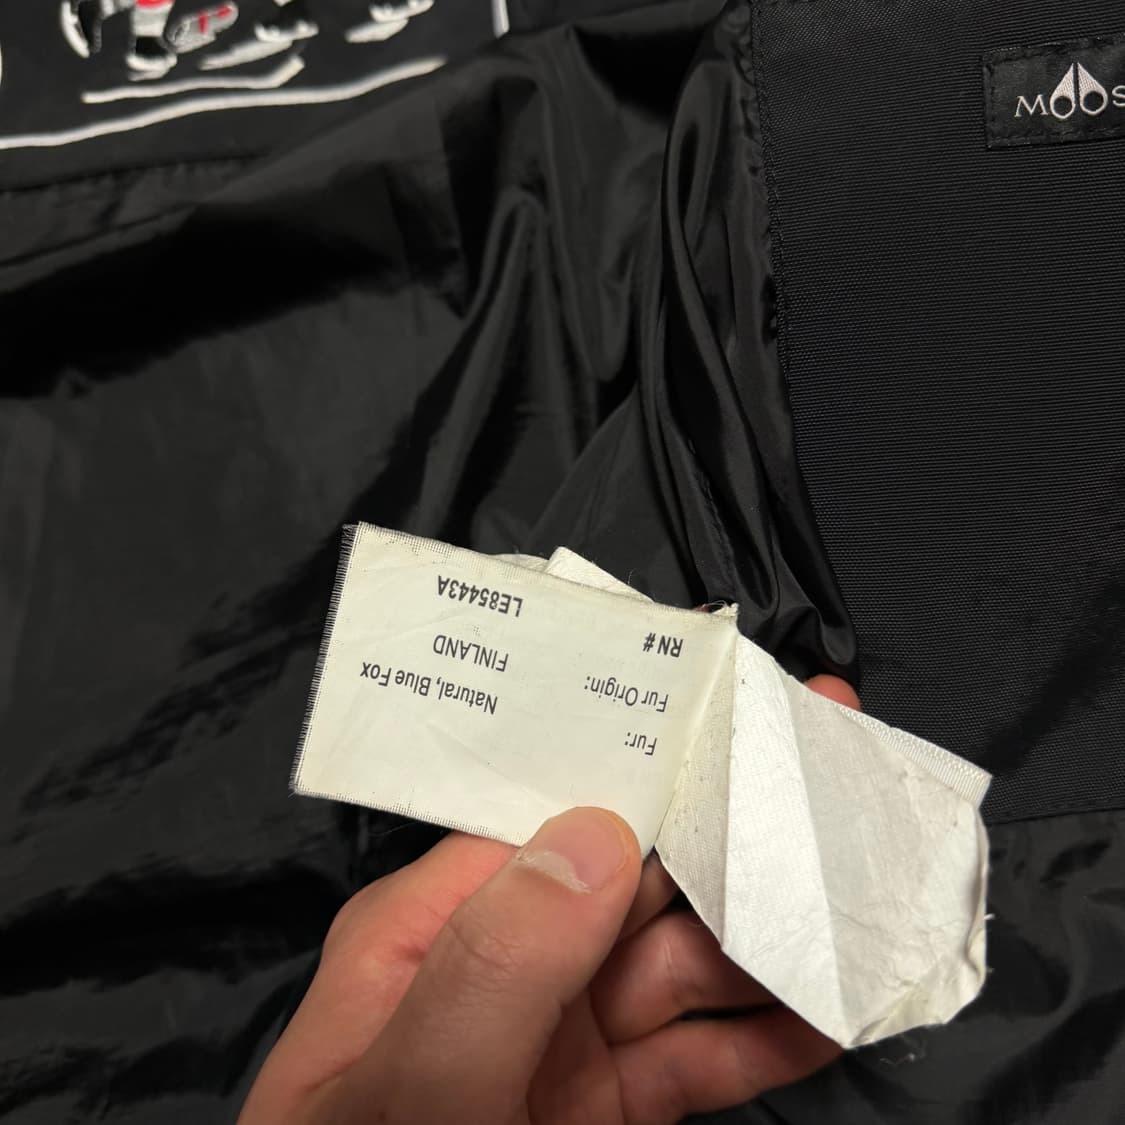 MOOS
Fur: Natural, Blue Fox
Fur Origin: FINLAND
RN# LE85443A